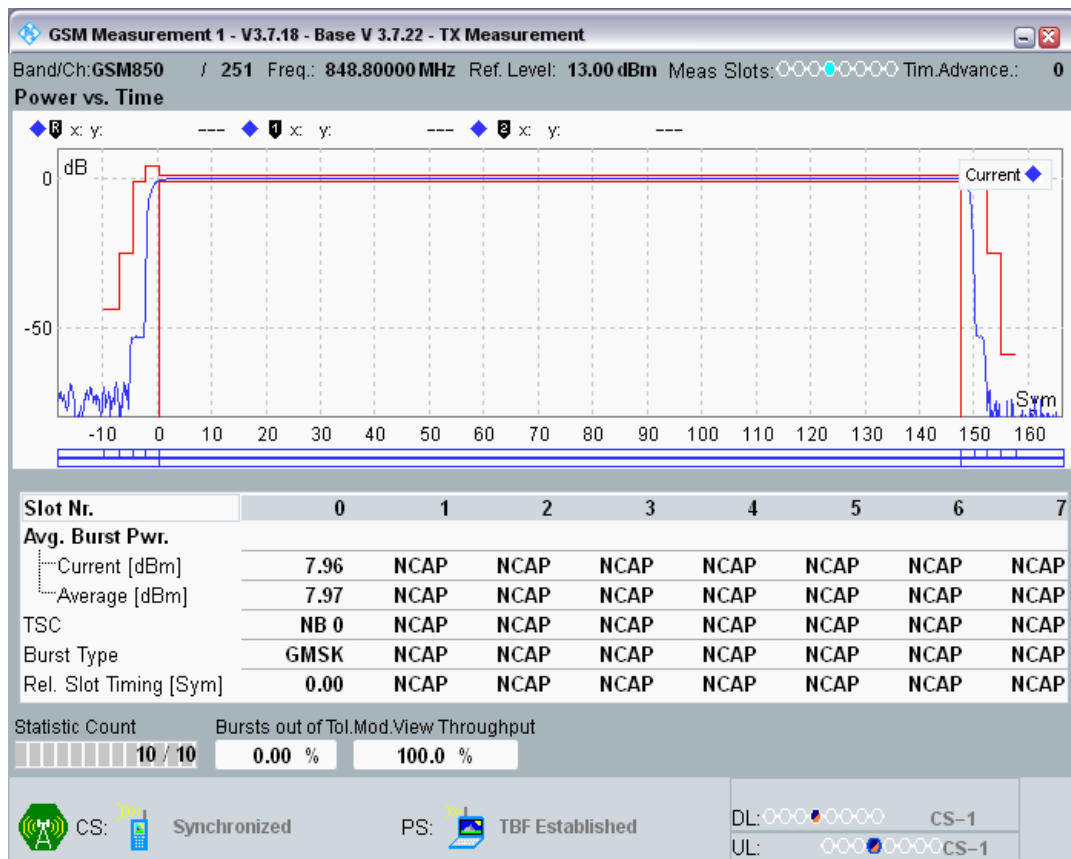 GSM Measurement 1 - V3.7.18 - Base V 3.7.22 - TX Measurement
Band/Ch:GSM850 / 251 Freq.: 848.80000 MHz Ref. Level: 13.00 dBm Meas Slots: Tim.Advance.: 0
Power vs. Time
R x: y: --- 1 x: y: --- 2 x: y: ---
dB
0
Current
-50
Sym
-10 0 10 20 30 40 50 60 70 80 90 100 110 120 130 140 150 160
Slot Nr. 0 1 2 3 4 5 6 7
Avg. Burst Pwr.
Current [dBm] 7.96 NCAP NCAP NCAP NCAP NCAP NCAP NCAP
Average [dBm] 7.97 NCAP NCAP NCAP NCAP NCAP NCAP NCAP
TSC NB 0 NCAP NCAP NCAP NCAP NCAP NCAP NCAP
Burst Type GMSK NCAP NCAP NCAP NCAP NCAP NCAP NCAP
Rel. Slot Timing [Sym] 0.00 NCAP NCAP NCAP NCAP NCAP NCAP NCAP
Statistic Count Bursts out of Tol.Mod.View Throughput
10 / 10 0.00 % 100.0 %
CS: Synchronized PS: TBF Established DL: CS-1
UL: CS-1